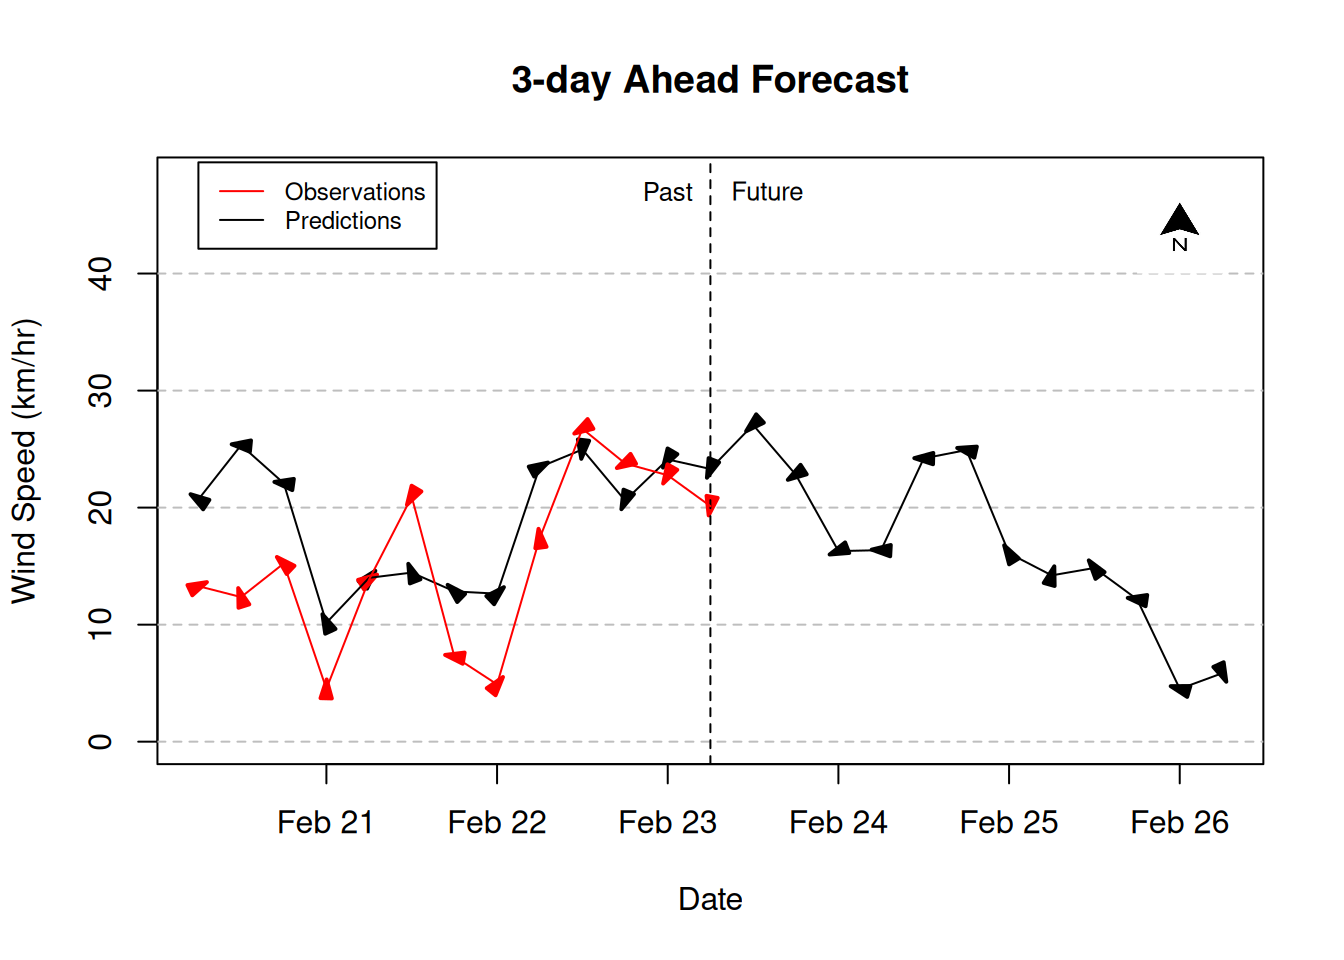 3-day Ahead Forecast
Observations
Predictions
Past
Future
N
Wind Speed (km/hr)
40
30
20
10
0
Feb 21
Feb 22
Feb 23
Feb 24
Feb 25
Feb 26
Date